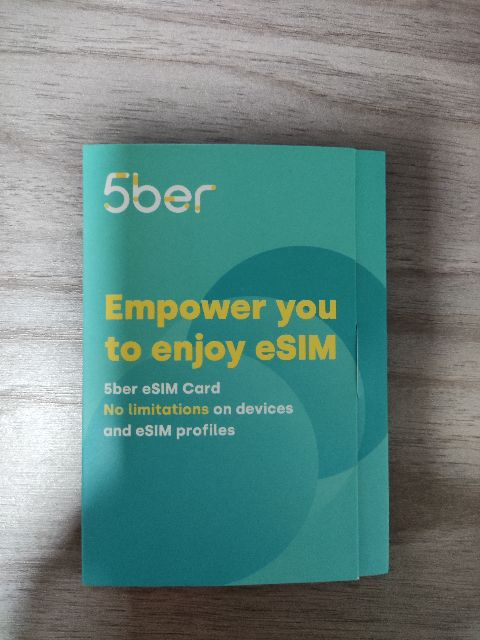 5ber
Empower you
to enjoy eSIM
5ber eSIM Card
No limitations on devices
and eSIM profiles